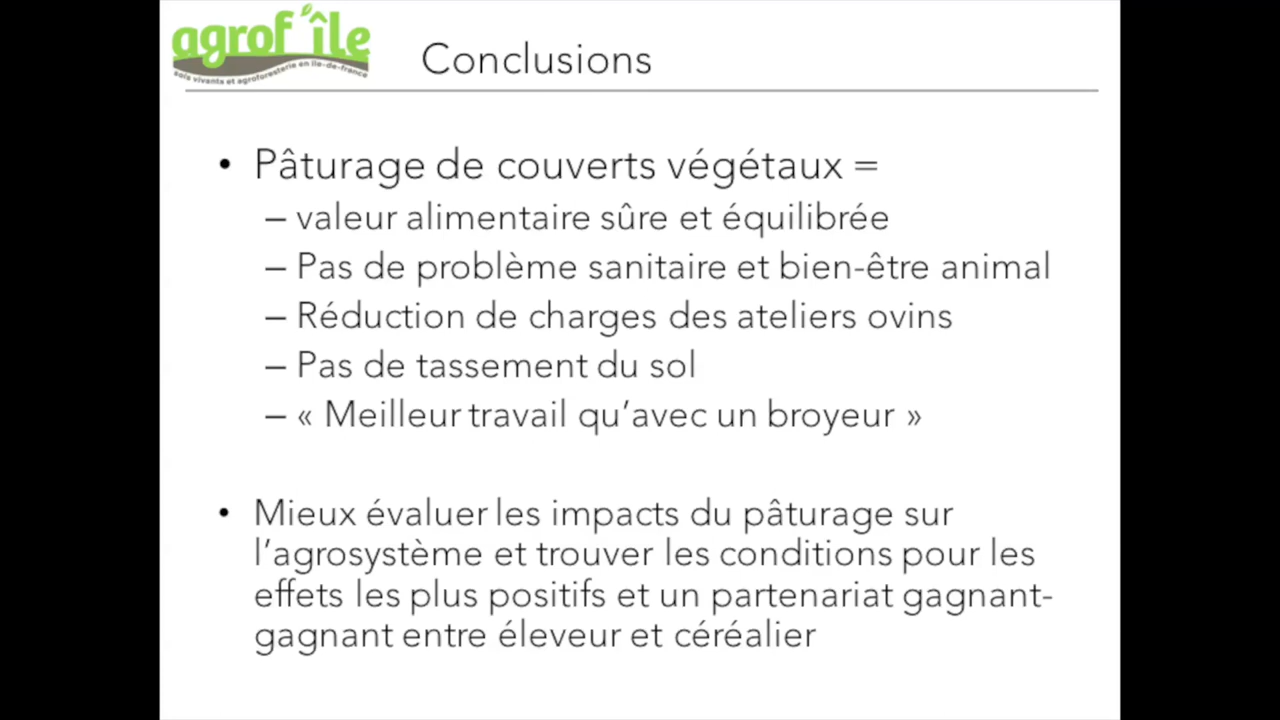 agrof'île
sols vivants et agroforesterie en île-de-france
Conclusions
• Pâturage de couverts végétaux =
– valeur alimentaire sûre et équilibrée
– Pas de problème sanitaire et bien-être animal
– Réduction de charges des ateliers ovins
– Pas de tassement du sol
– « Meilleur travail qu’avec un broyeur »
• Mieux évaluer les impacts du pâturage sur
l’agrosystème et trouver les conditions pour les
effets les plus positifs et un partenariat gagnant-
gagnant entre éleveur et céréalier